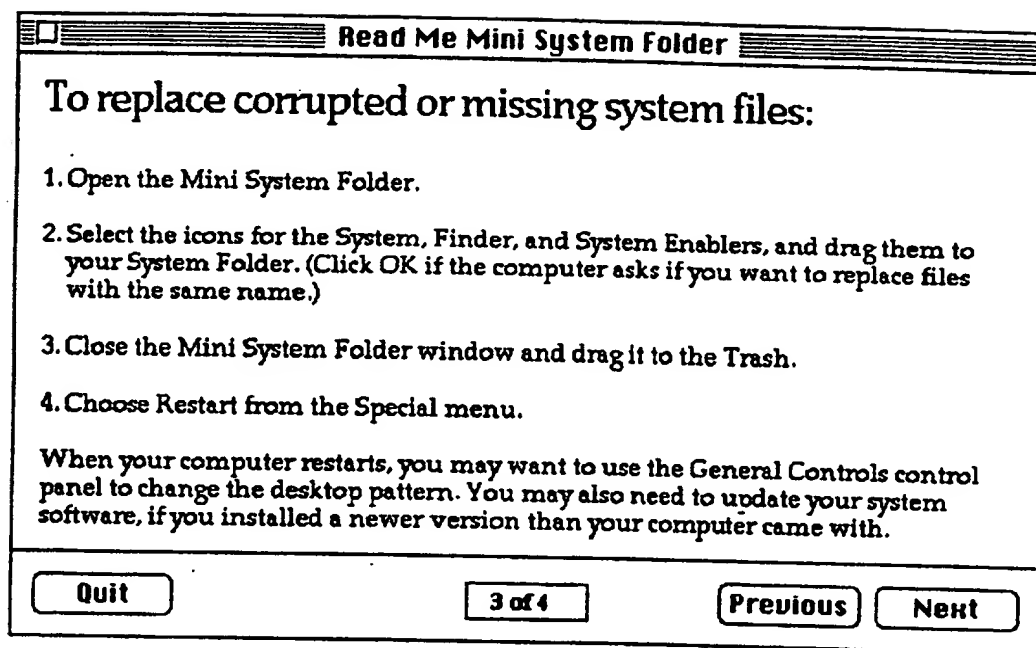 Read Me Mini System Folder
To replace corrupted or missing system files:
1. Open the Mini System Folder.
2. Select the icons for the System, Finder, and System Enablers, and drag them to
your System Folder. (Click OK if the computer asks if you want to replace files
with the same name.)
3. Close the Mini System Folder window and drag it to the Trash.
4. Choose Restart from the Special menu.
When your computer restarts, you may want to use the General Controls control
panel to change the desktop pattern. You may also need to update your system
software, if you installed a newer version than your computer came with.
Quit
3 of 4
Previous
Next